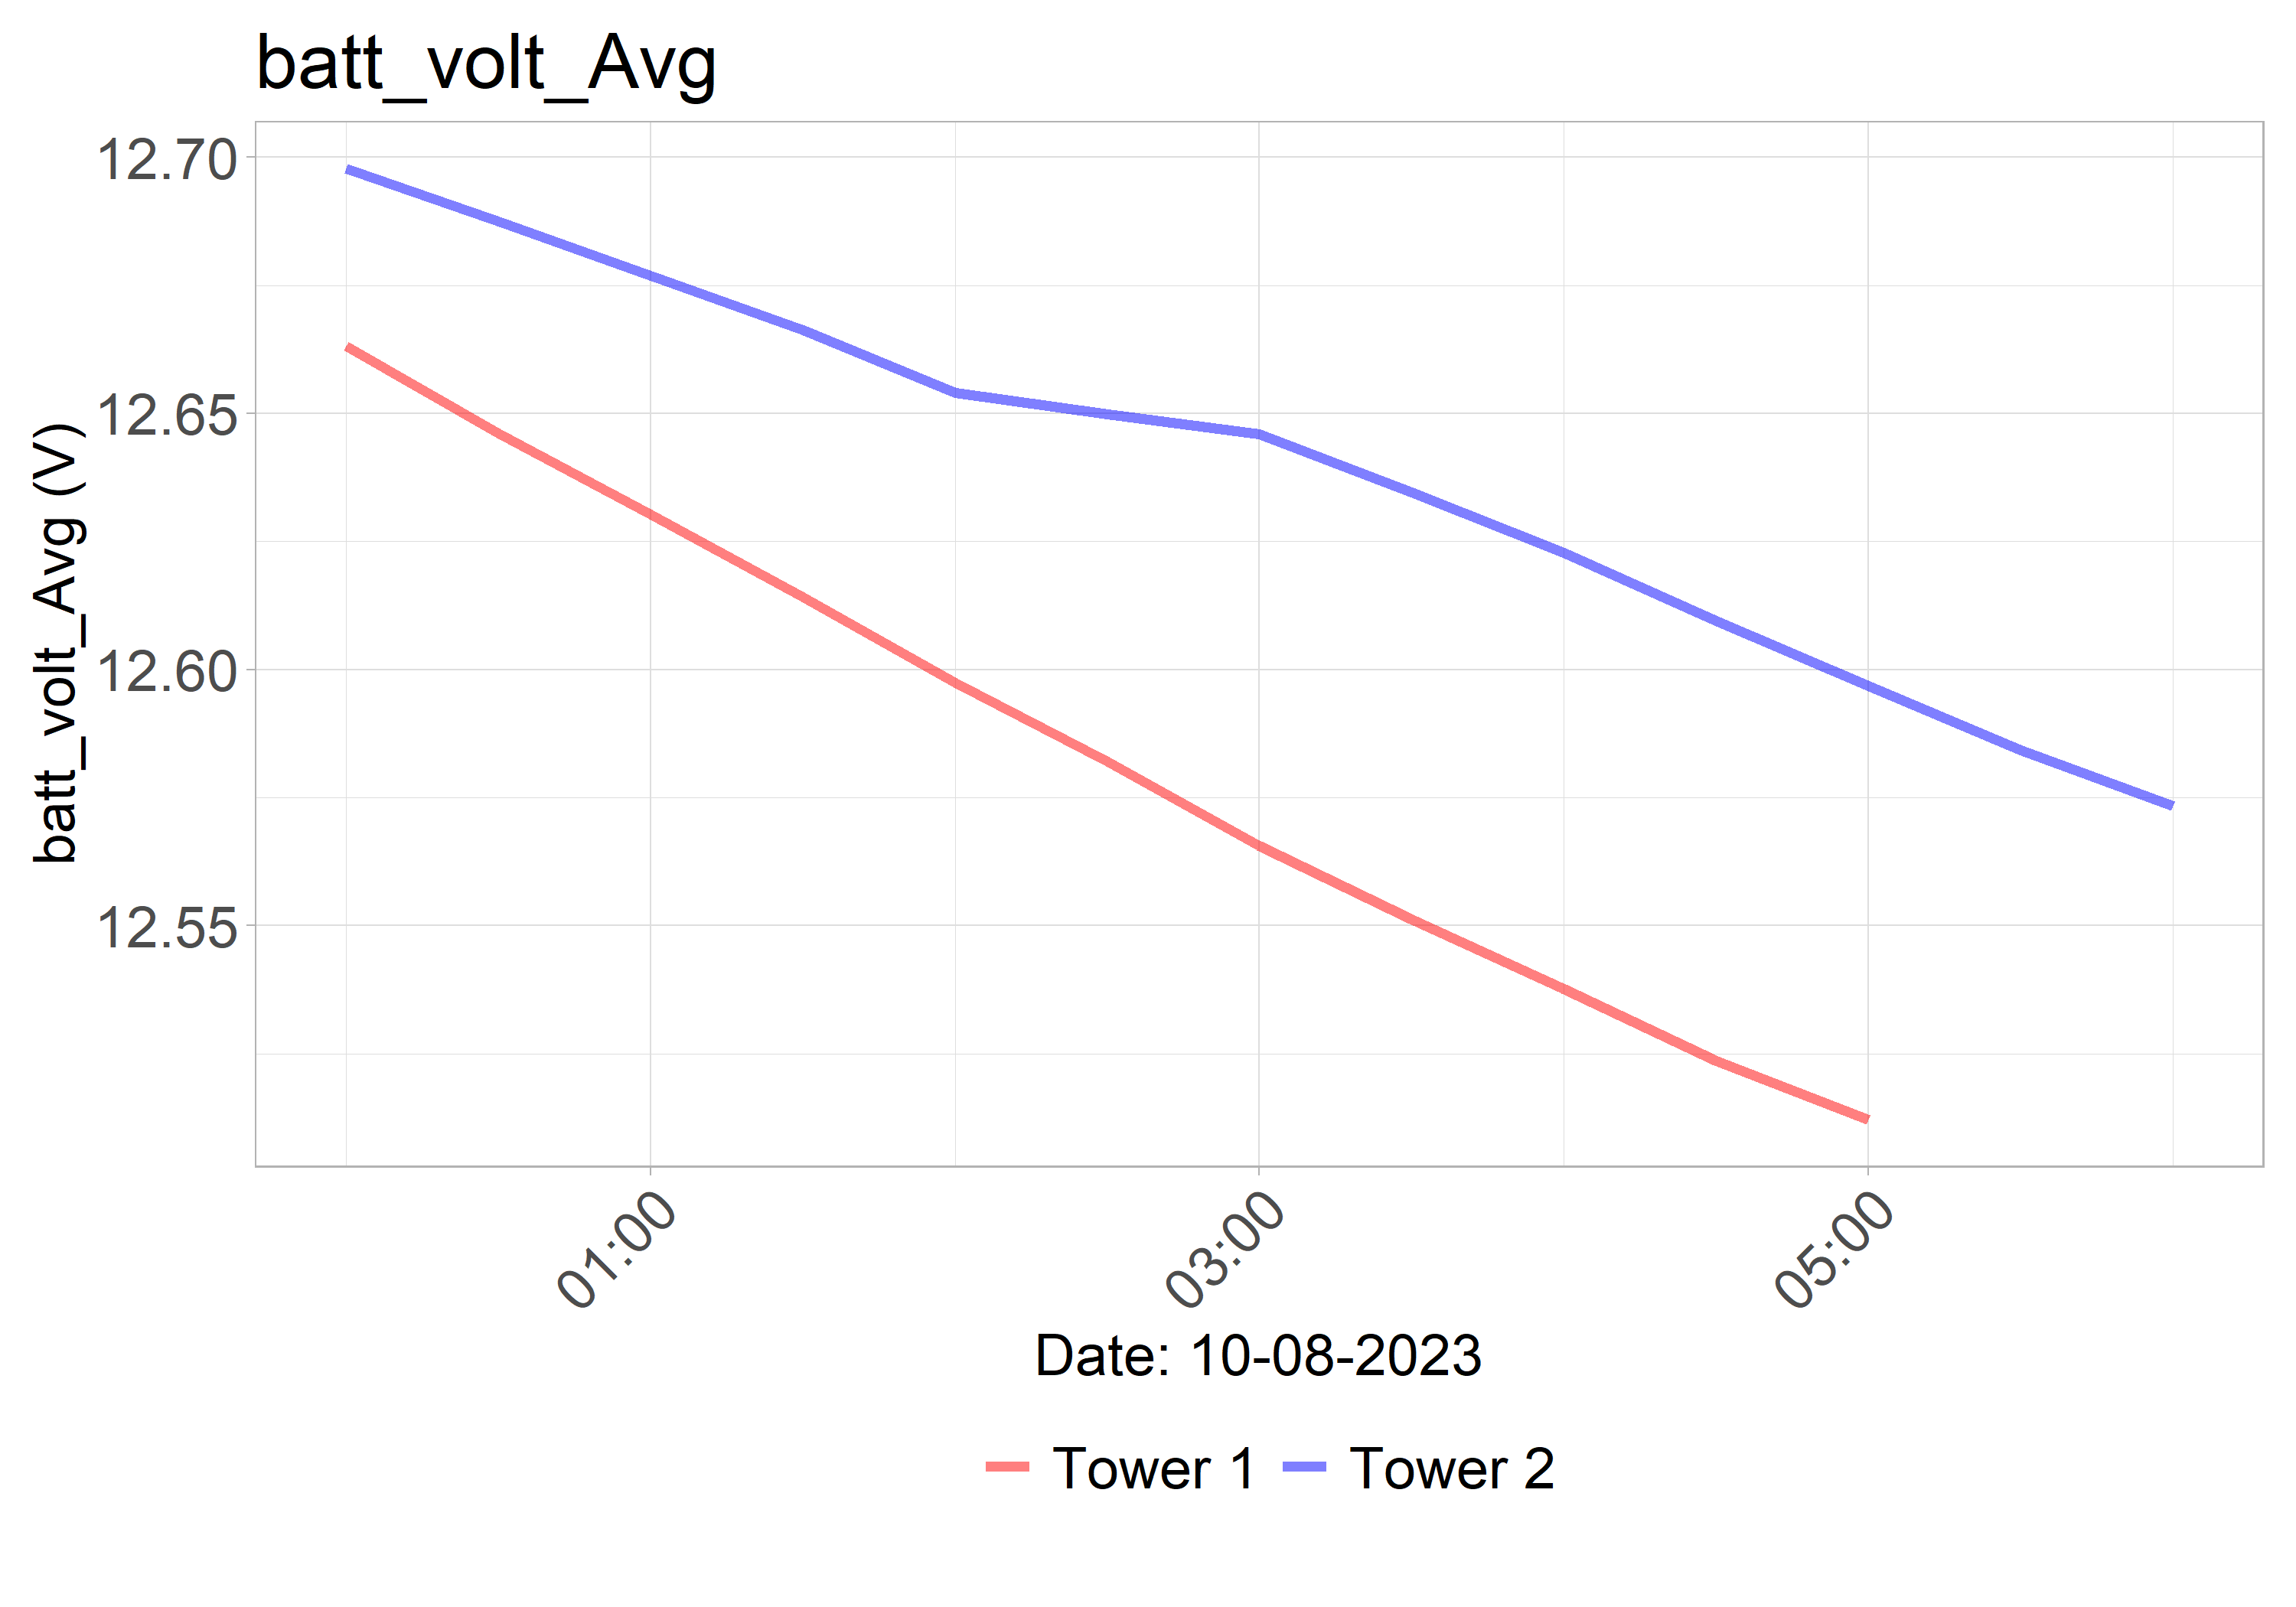 batt_volt_Avg
batt_volt_Avg (V)
12.70
12.65
12.60
12.55
01:00
03:00
05:00
Date: 10-08-2023
Tower 1
Tower 2